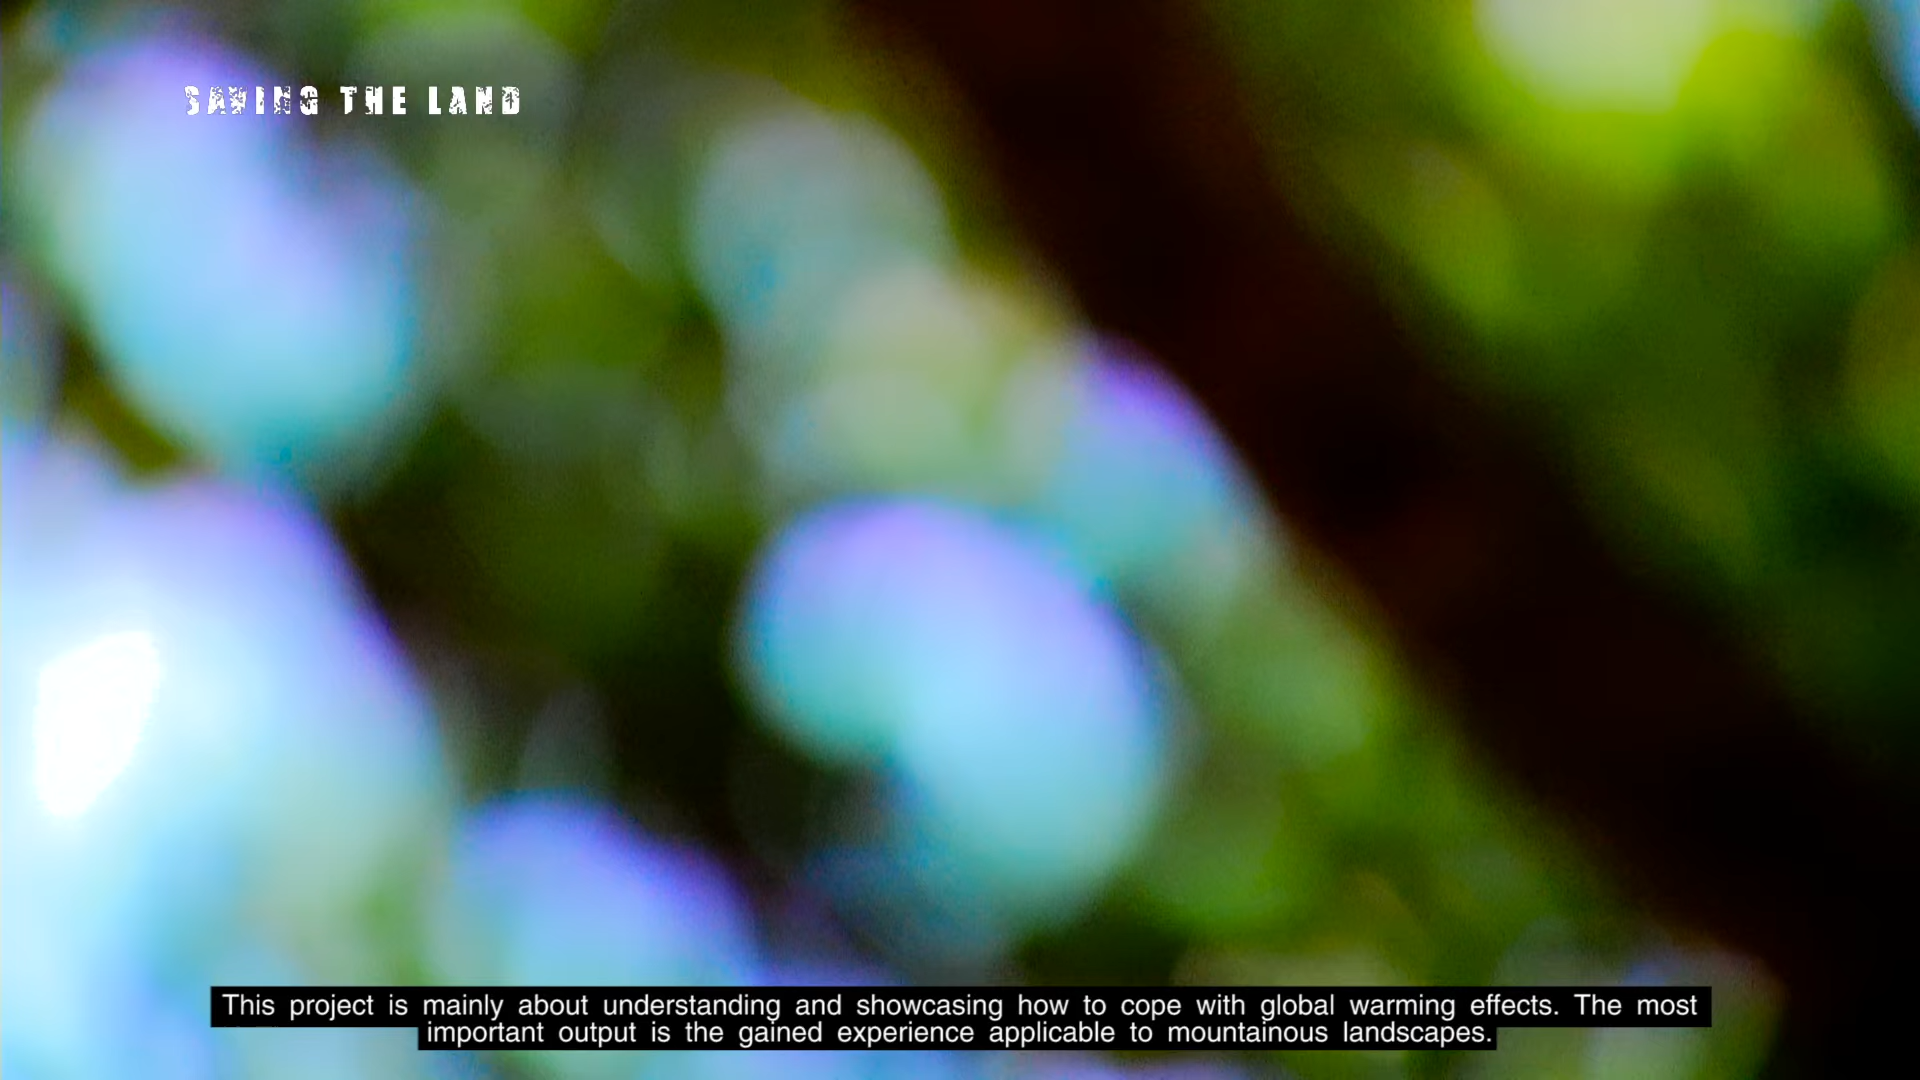 SAVING THE LAND
This project is mainly about understanding and showcasing how to cope with global warming effects. The most
important output is the gained experience applicable to mountainous landscapes.